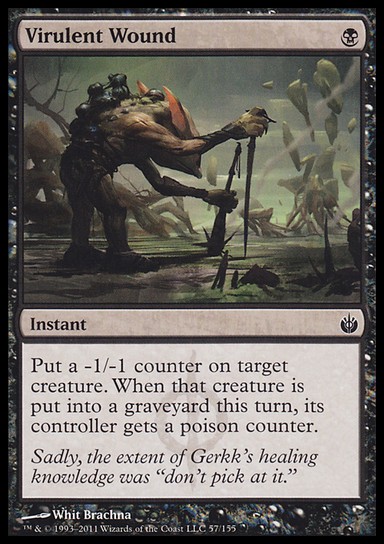 Virulent Wound
Instant
Put a -1/-1 counter on target
creature. When that creature is
put into a graveyard this turn, its
controller gets a poison counter.
Sadly, the extent of Gerkk's healing
knowledge was “don't pick at it.”
Whit Brachna
™ & © 1993–2011 Wizards of the Coast LLC 57/155